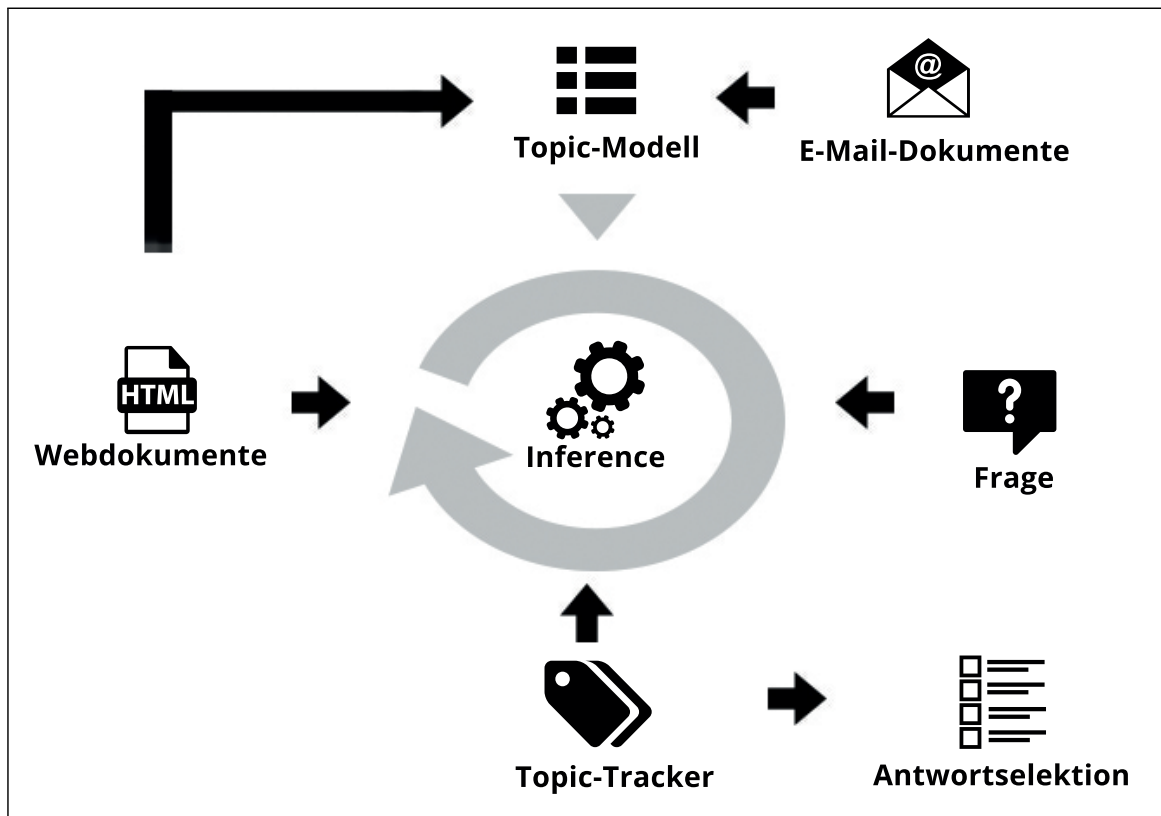 @
Topic-Modell
E-Mail-Dokumente
HTML
Webdokumente
Inference
?
Frage
Topic-Tracker
Antwortselektion